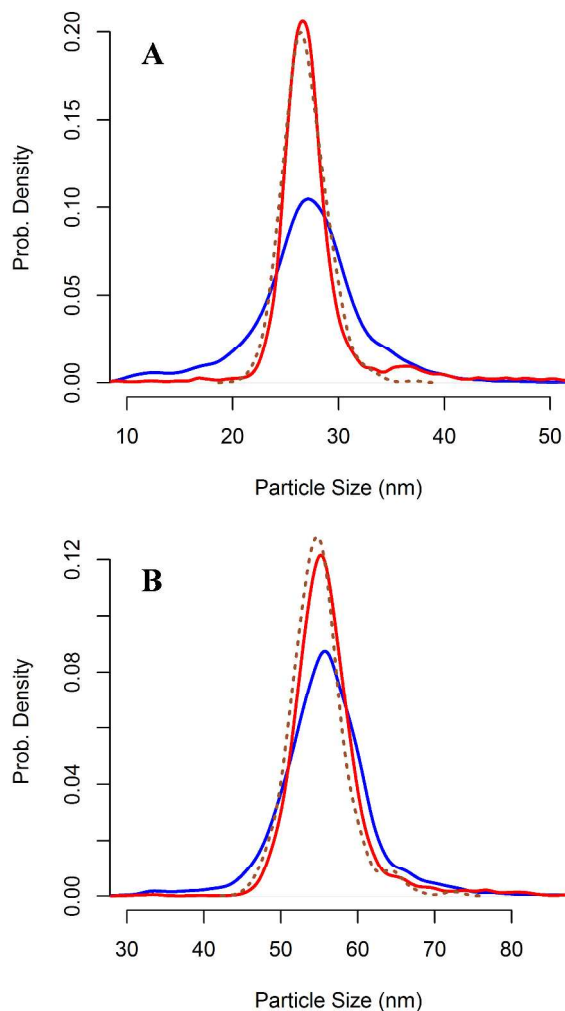 A
Prob. Density
0.00 0.05 0.10 0.15 0.20
10 20 30 40 50
Particle Size (nm)
B
Prob. Density
0.00 0.04 0.08 0.12
30 40 50 60 70 80
Particle Size (nm)